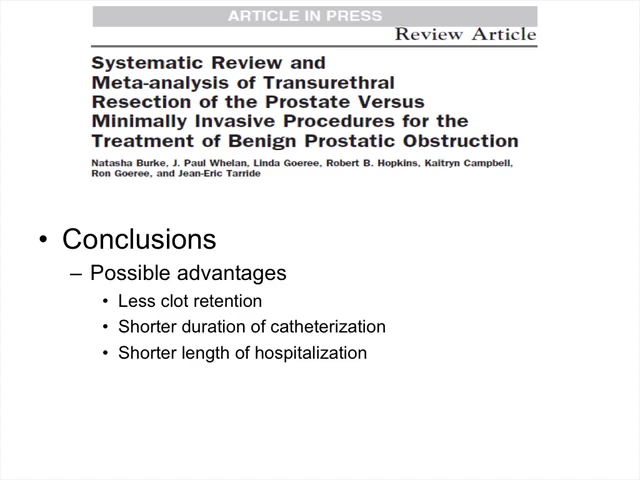 ARTICLE IN PRESS
Review Article
Systematic Review and
Meta-analysis of Transurethral
Resection of the Prostate Versus
Minimally Invasive Procedures for the
Treatment of Benign Prostatic Obstruction
Natasha Burke, J. Paul Whelan, Linda Goeree, Robert B. Hopkins, Kaitryn Campbell,
Ron Goeree, and Jean-Eric Tarride
• Conclusions
– Possible advantages
• Less clot retention
• Shorter duration of catheterization
• Shorter length of hospitalization